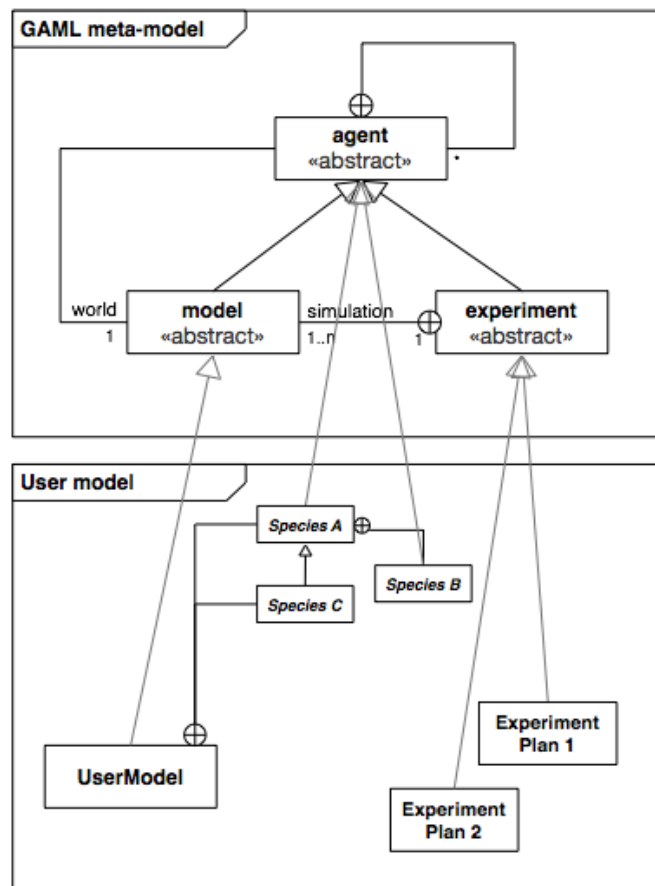 GAML meta-model
agent
«abstract»
*
world
1
model
«abstract»
simulation
1..n
1
experiment
«abstract»
User model
Species A
Species B
Species C
Experiment
Plan 1
UserModel
Experiment
Plan 2